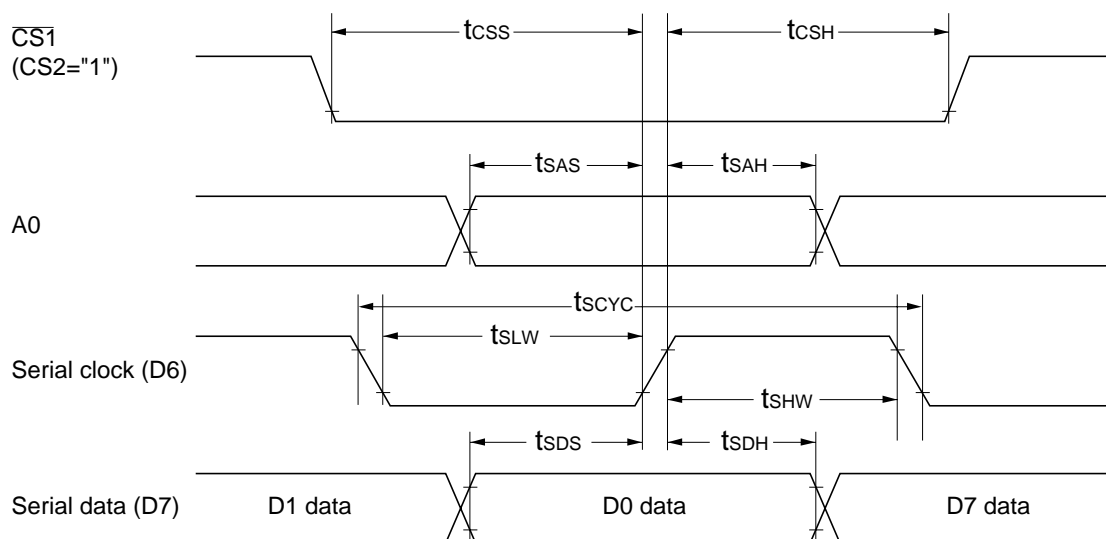 CS1
(CS2="1")
tCSS
tCSH
A0
tSAS
tSAH
tSCYC
tSLW
Serial clock (D6)
tSHW
tSDS
tSDH
Serial data (D7)
D1 data
D0 data
D7 data